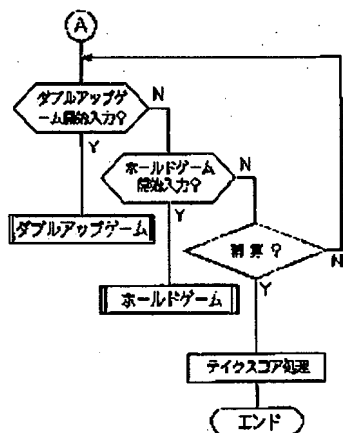 A
ダブルアップゲ
ーム開始入力?
N
Y
ホールドゲーム
開始入力?
N
Y
ダブルアップゲーム
精算?
N
Y
ホールドゲーム
テイクスコア処理
エンド